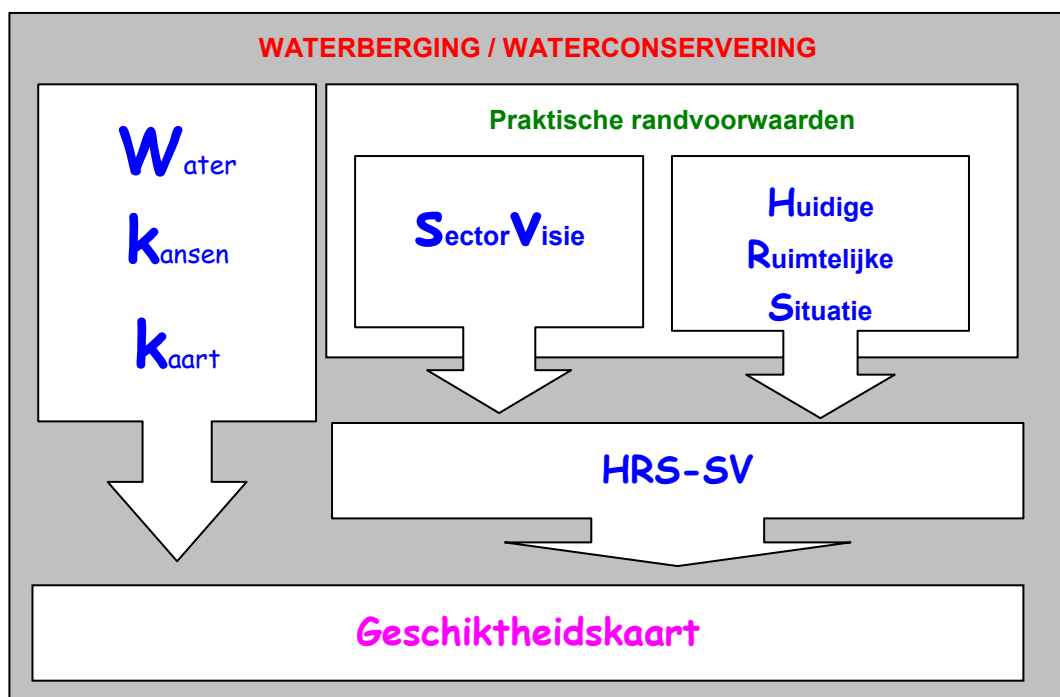 WATERBERGING / WATERCONSERVERING
Water
kansen
kaart
Praktische randvoorwaarden
SectorVisie
Huidige
Ruimtelijke
Situatie
HRS-SV
Geschiktheidskaart